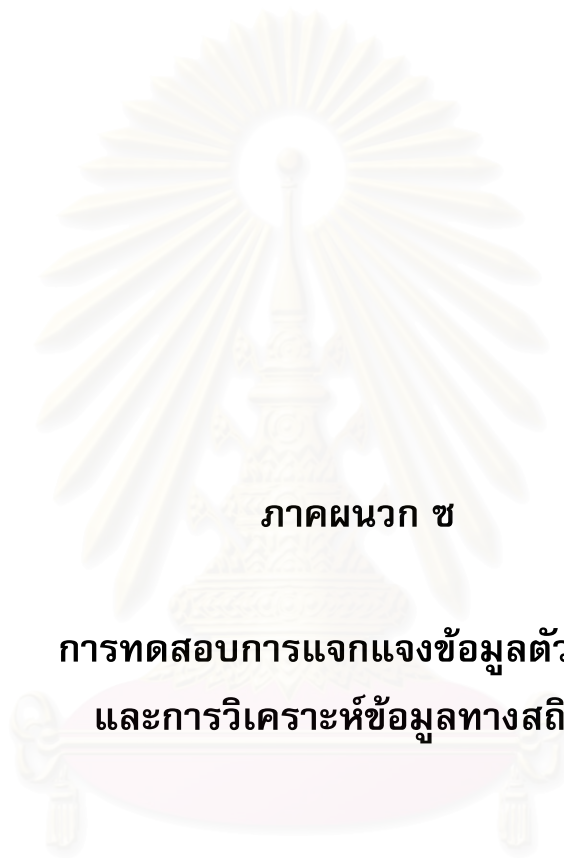 ภาคผนวก ซ
การทดสอบการแจกแจงข้อมูลตัว
และการวิเคราะห์ข้อมูลทางสถิ